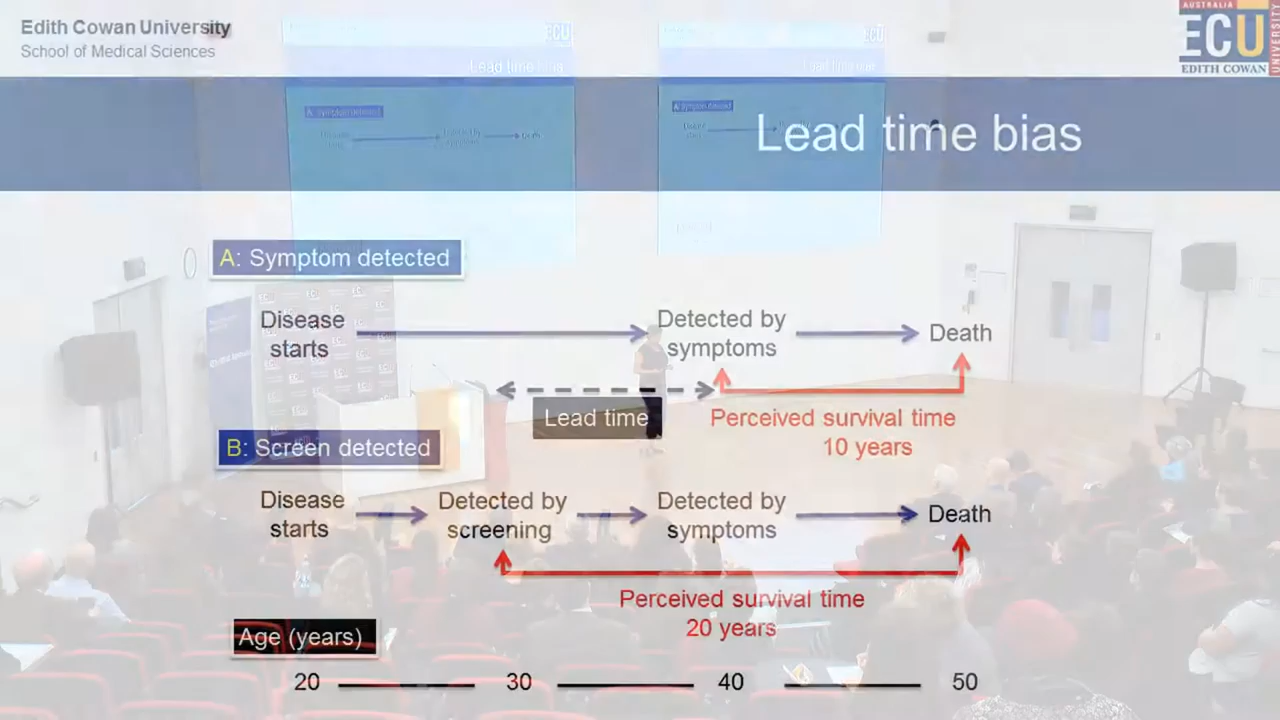 Edith Cowan University
School of Medical Sciences
AUSTRALIA
ECU
EDITH COWAN
UNIVERSITY
Lead time bias
A: Symptom detected
Disease
starts
Detected by
symptoms
Death
Lead time
Perceived survival time
10 years
B: Screen detected
Disease
starts
Detected by
screening
Detected by
symptoms
Death
Perceived survival time
20 years
Age (years)
20 30 40 50